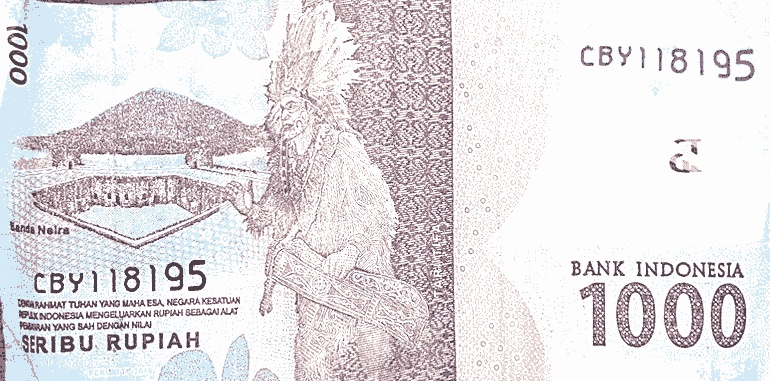 1000
CBY118195
Banda Neira
CBY118195
DENGAN RAHMAT TUHAN YANG MAHA ESA, NEGARA KESATUAN
REPUBLIK INDONESIA MENGELUARKAN RUPIAH SEBAGAI ALAT
PEMBAYARAN YANG SAH DENGAN NILAI
SERIBU RUPIAH
BANK INDONESIA
1000